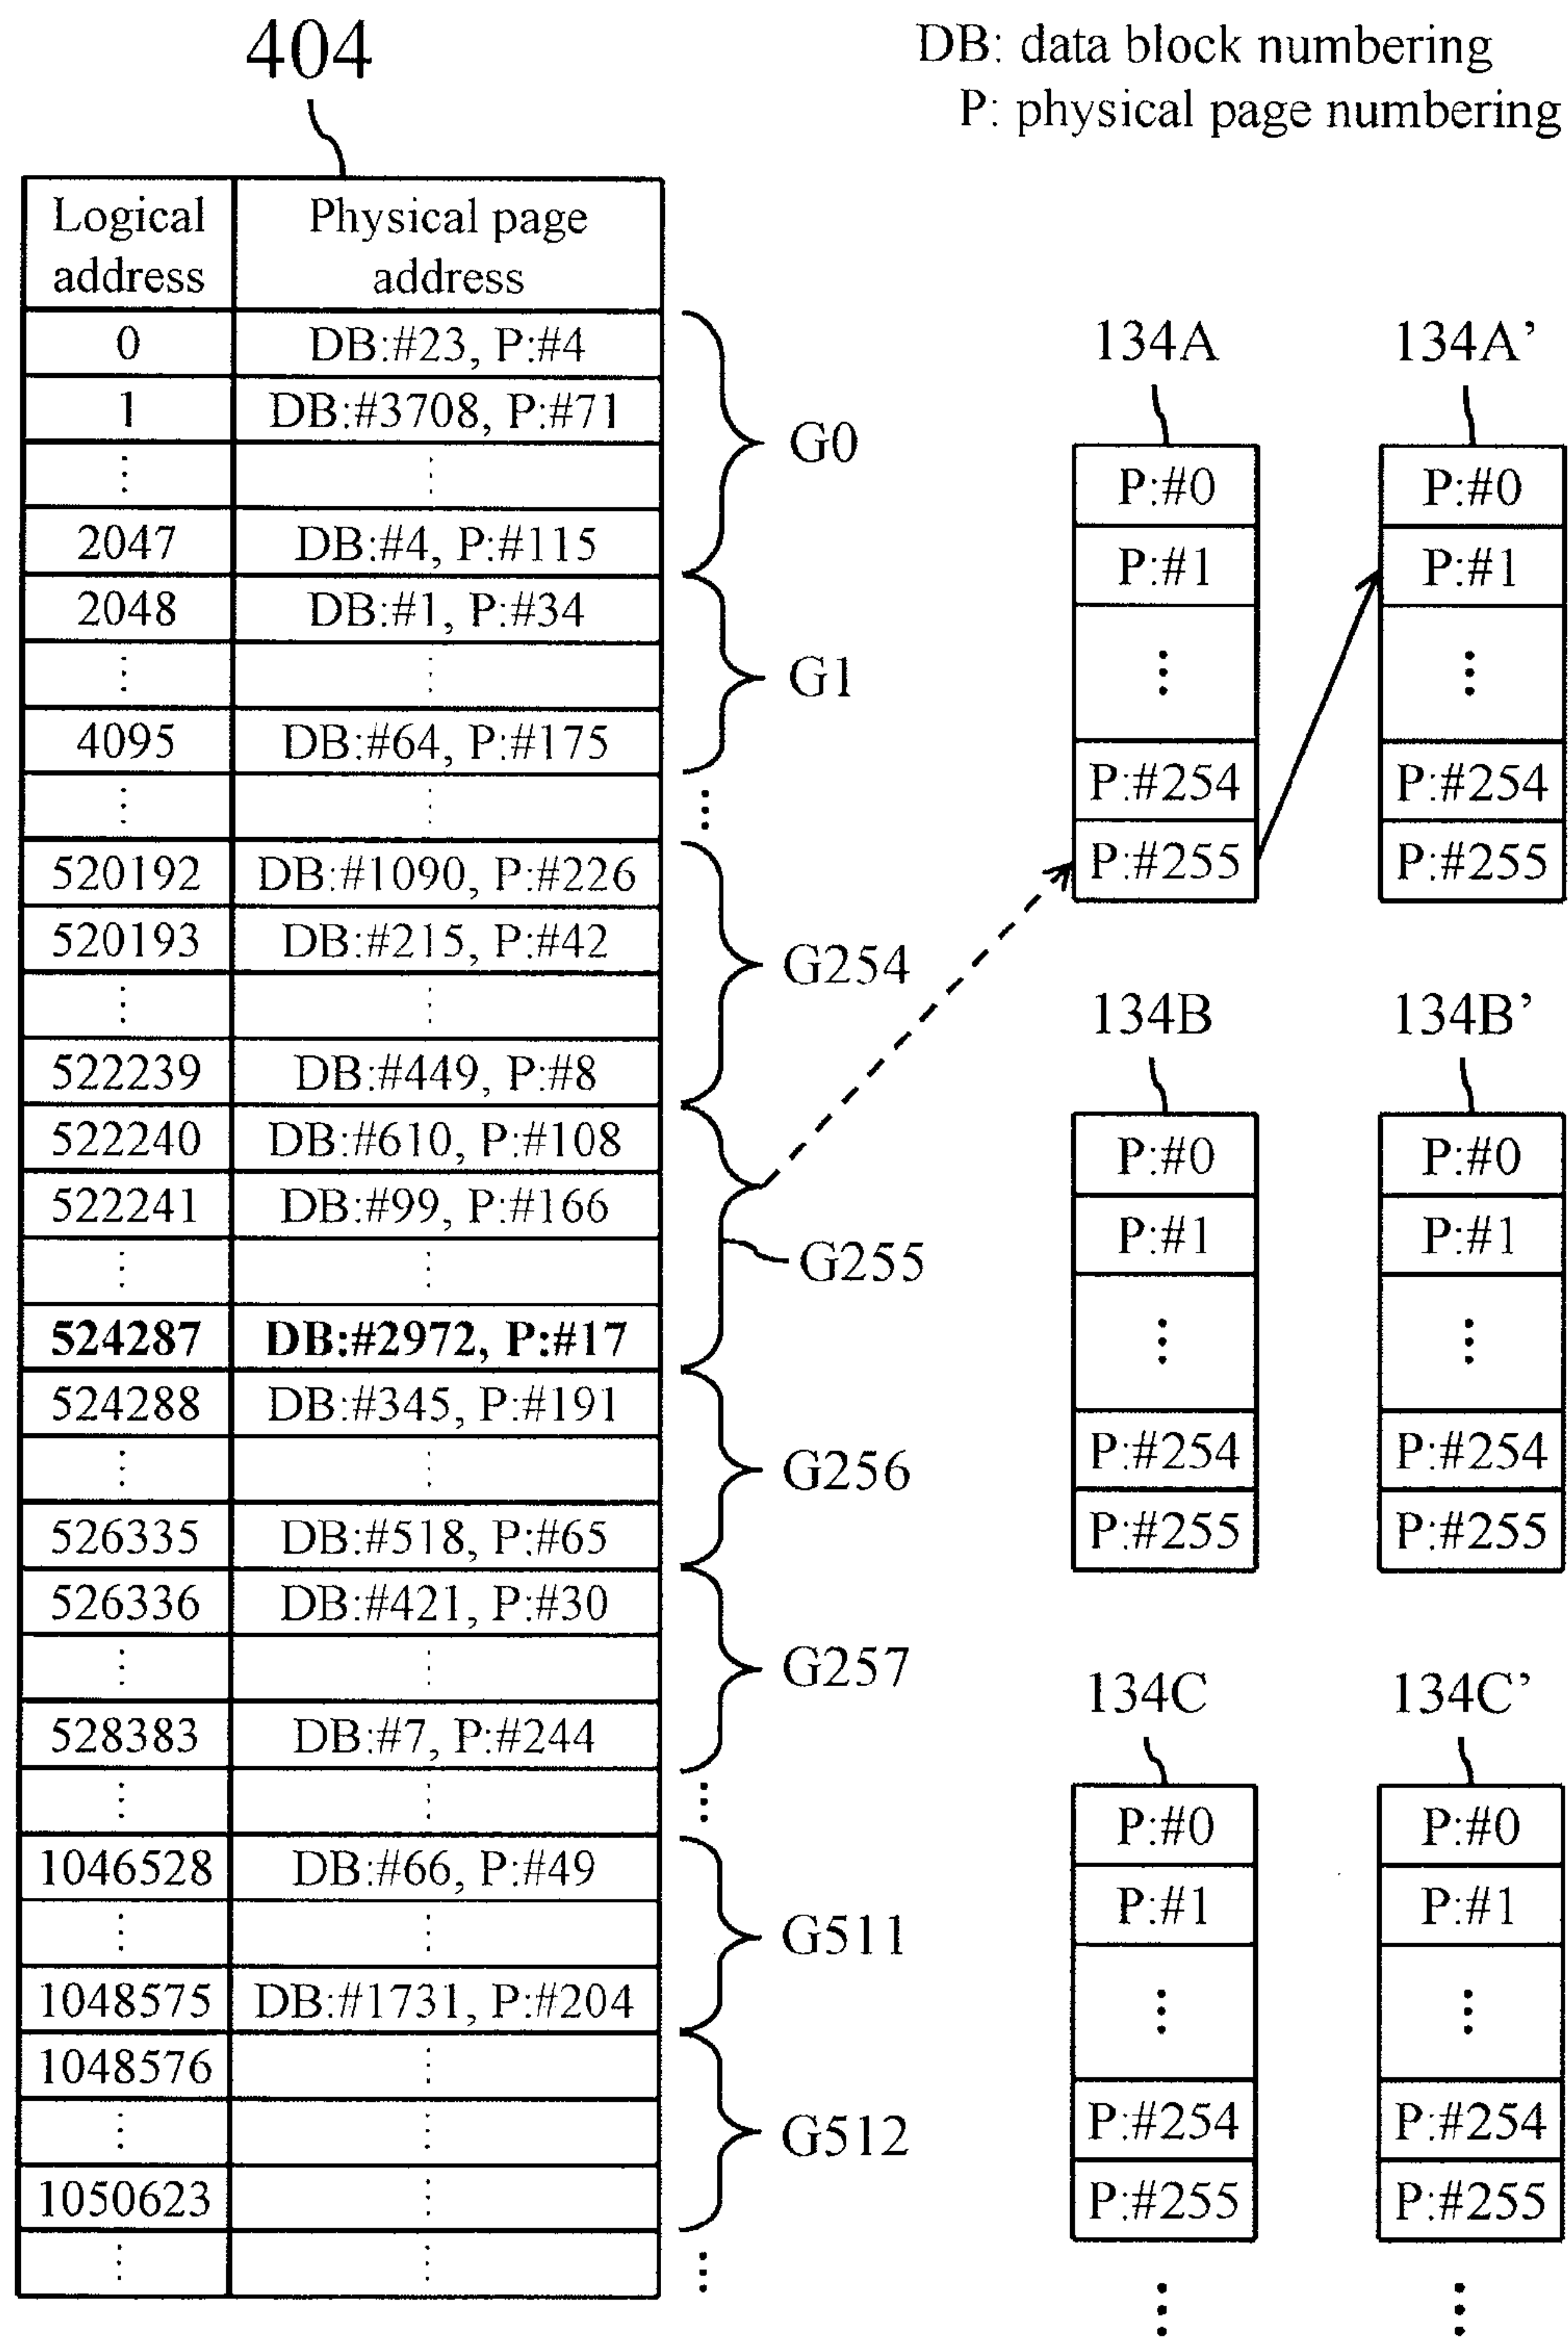 404
DB: data block numbering
P: physical page numbering
Logical address
Physical page address
0 DB:#23, P:#4
1 DB:#3708, P:#71
⋮ ⋮
2047 DB:#4, P:#115
G0
2048 DB:#1, P:#34
⋮ ⋮
4095 DB:#64, P:#175
G1
⋮ ⋮ ⋮
520192 DB:#1090, P:#226
520193 DB:#215, P:#42
⋮ ⋮
522239 DB:#449, P:#8
G254
522240 DB:#610, P:#108
522241 DB:#99, P:#166
⋮ ⋮
524287 DB:#2972, P:#17
G255
524288 DB:#345, P:#191
⋮ ⋮
526335 DB:#518, P:#65
G256
526336 DB:#421, P:#30
⋮ ⋮
528383 DB:#7, P:#244
G257
⋮ ⋮ ⋮
1046528 DB:#66, P:#49
⋮ ⋮
1048575 DB:#1731, P:#204
G511
1048576 ⋮
⋮ ⋮
1050623 ⋮
G512
⋮ ⋮ ⋮
134A
P:#0
P:#1
⋮
P:#254
P:#255
134A’
P:#0
P:#1
⋮
P:#254
P:#255
134B
P:#0
P:#1
⋮
P:#254
P:#255
134B’
P:#0
P:#1
⋮
P:#254
P:#255
134C
P:#0
P:#1
⋮
P:#254
P:#255
⋮
134C’
P:#0
P:#1
⋮
P:#254
P:#255
⋮